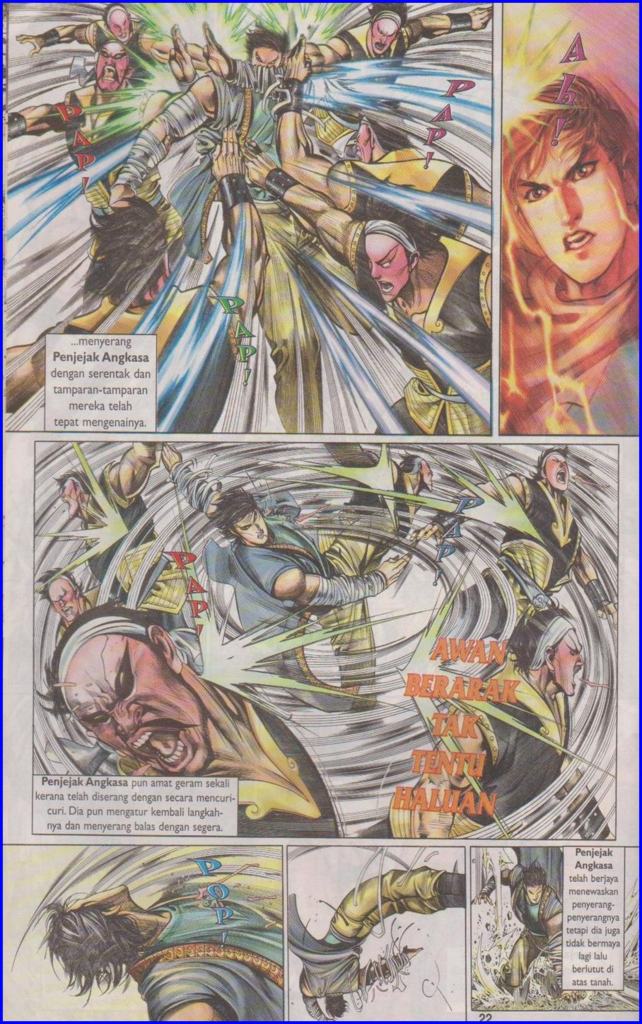 Ah!
PAP!
PAP!
PAP!
...menyerang
Penjejak Angkasa
dengan serentak dan
tamparan-tamparan
mereka telah
tepat mengenainya.
PAP!
PAP!
AWAN
BERARAK
TAK
TENTU
HALUAN
Penjejak Angkasa pun amat geram sekali
kerana telah diserang dengan secara mencuri-
curi. Dia pun mengatur kembali langkah-
nya dan menyerang balas dengan segera.
POP!
Penjejak
Angkasa
telah berjaya
menewaskan
penyerang-
penyerangnya
tetapi dia juga
tidak bermaya
lagi lalu
berlutut di
atas tanah.
22